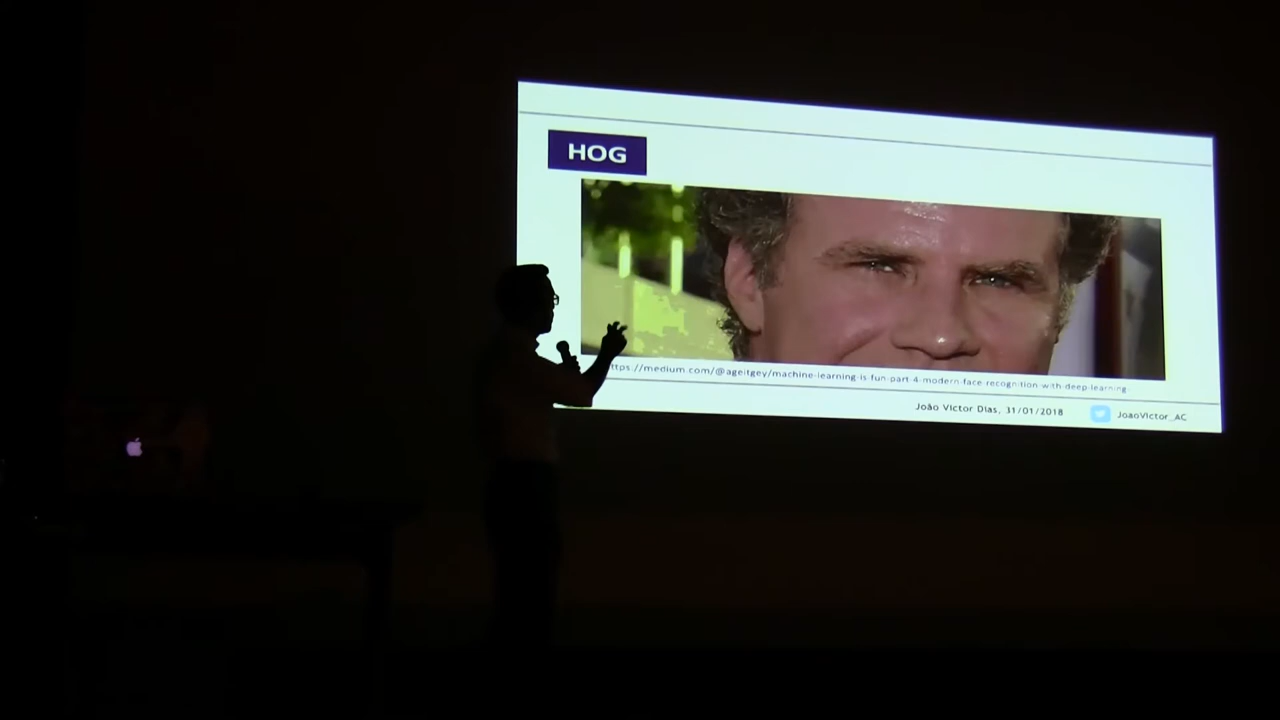 HOG
ttps://medium.com/@ageitgey/machine-learning-is-fun-part-4-modern-face-recognition-with-deep-learning
João Victor Dias, 31/01/2018
JoaoVictor_AC